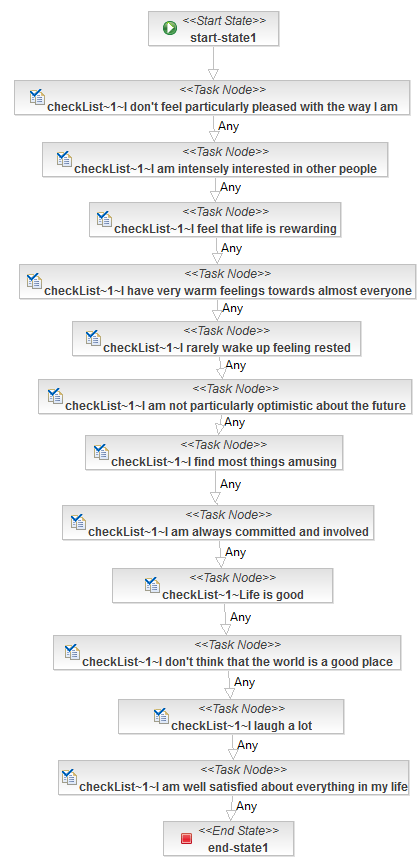 <<Start State>>
start-state1
<<Task Node>>
checkList~1~I don't feel particularly pleased with the way I am
Any
<<Task Node>>
checkList~1~I am intensely interested in other people
Any
<<Task Node>>
checkList~1~I feel that life is rewarding
Any
<<Task Node>>
checkList~1~I have very warm feelings towards almost everyone
Any
<<Task Node>>
checkList~1~I rarely wake up feeling rested
Any
<<Task Node>>
checkList~1~I am not particularly optimistic about the future
Any
<<Task Node>>
checkList~1~I find most things amusing
Any
<<Task Node>>
checkList~1~I am always committed and involved
Any
<<Task Node>>
checkList~1~Life is good
Any
<<Task Node>>
checkList~1~I don't think that the world is a good place
Any
<<Task Node>>
checkList~1~I laugh a lot
Any
<<Task Node>>
checkList~1~I am well satisfied about everything in my life
Any
<<End State>>
end-state1